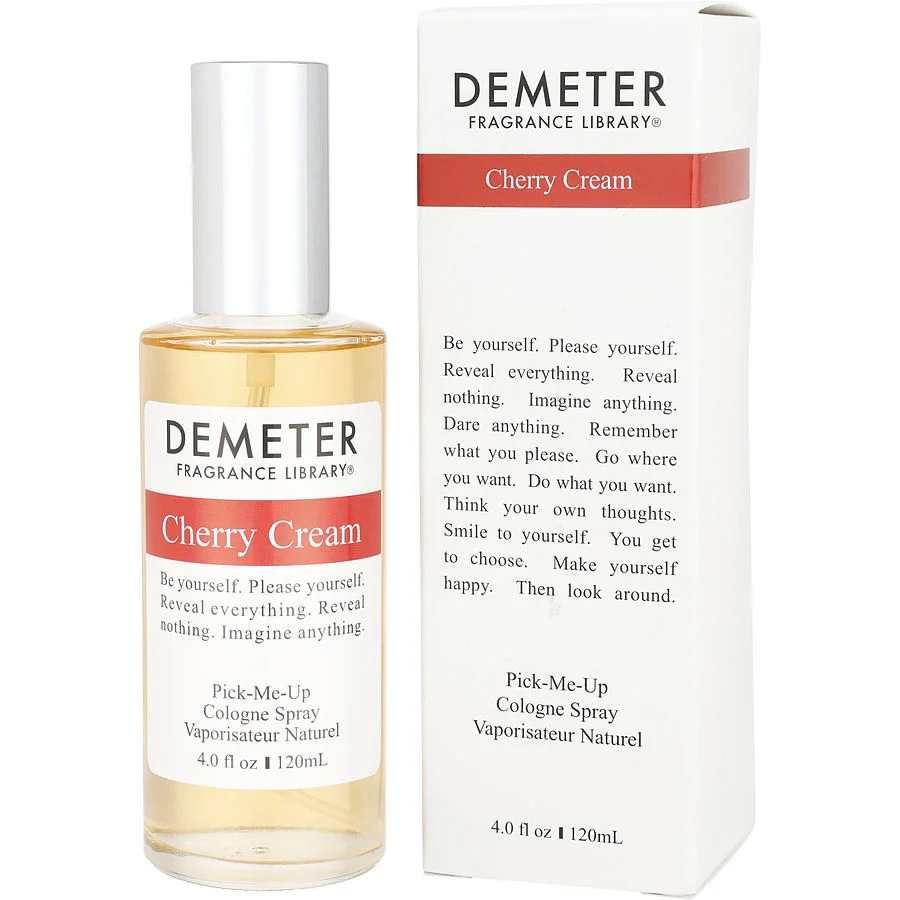 DEMETER
FRAGRANCE LIBRARY®
Cherry Cream
Be yourself. Please yourself.
Reveal everything. Reveal
nothing. Imagine anything.
Pick-Me-Up
Cologne Spray
Vaporisateur Naturel
4.0 fl oz ❙ 120mL
DEMETER
FRAGRANCE LIBRARY®
Cherry Cream
Be yourself. Please yourself.
Reveal everything. Reveal
nothing. Imagine anything.
Dare anything. Remember
what you please. Go where
you want. Do what you want.
Think your own thoughts.
Smile to yourself. You get
to choose. Make yourself
happy. Then look around.
Pick-Me-Up
Cologne Spray
Vaporisateur Naturel
4.0 fl oz ❙ 120mL